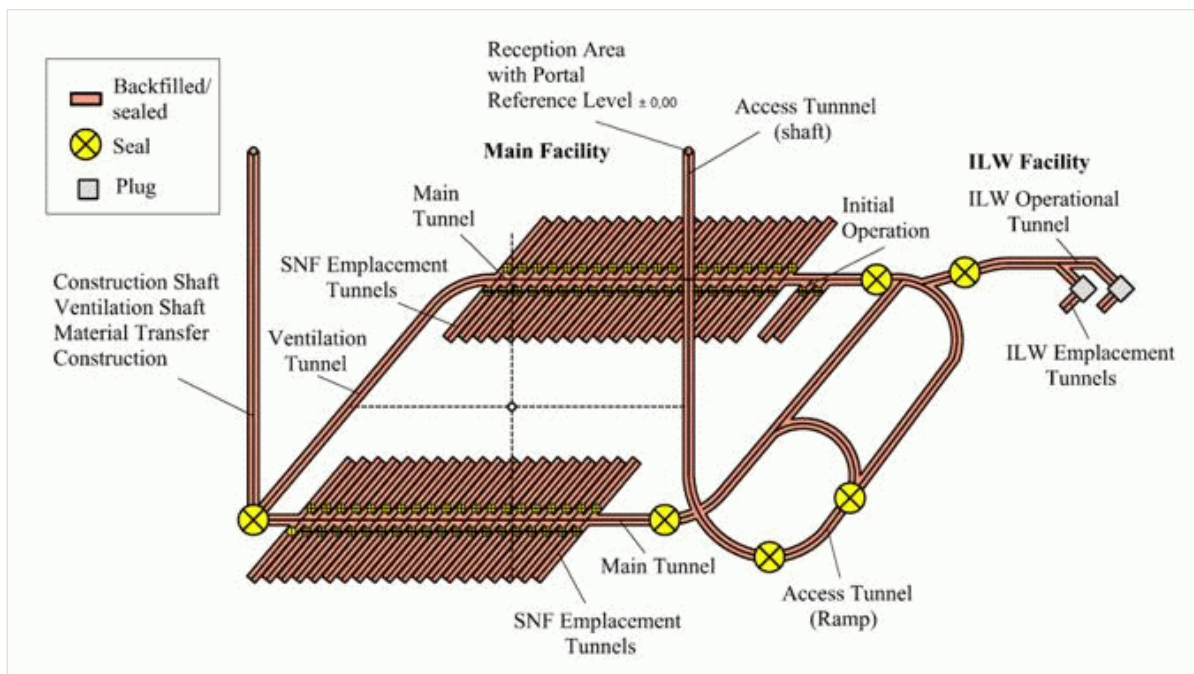 Backfilled/
sealed
Seal
Plug
Reception Area
with Portal
Reference Level ± 0,00
Access Tunnnel
(shaft)
Main Facility
ILW Facility
ILW Operational
Tunnel
Main
Tunnel
Initial
Operation
SNF Emplacement
Tunnels
Construction Shaft
Ventilation Shaft
Material Transfer
Construction
Ventilation
Tunnel
ILW Emplacement
Tunnels
Main Tunnel
Access Tunnel
(Ramp)
SNF Emplacement
Tunnels